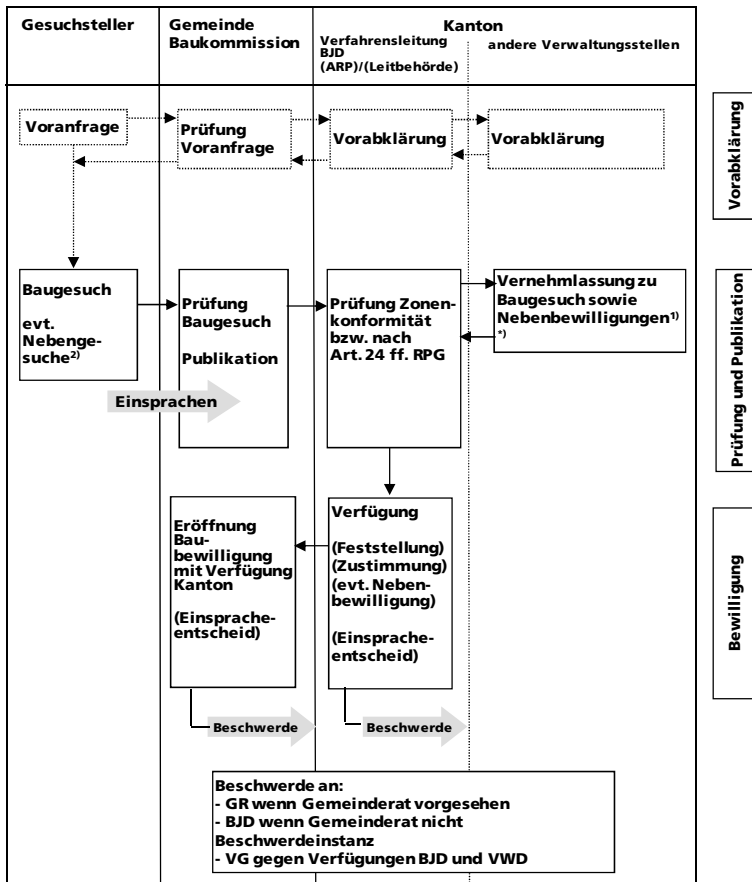 Gesuchsteller
Gemeinde
Baukommission
Kanton
Verfahrensleitung
BJD
(ARP)/(Leitbehörde)
andere Verwaltungsstellen
Voranfrage
Prüfung
Voranfrage
Vorabklärung
Vorabklärung
Vorabklärung
Baugesuch
evt.
Nebenge-
suche2)
Prüfung
Baugesuch
Publikation
Prüfung Zonen-
konformität
bzw. nach
Art. 24 ff. RPG
Vernehmlassung zu
Baugesuch sowie
Nebenbewilligungen1)
*)
Prüfung und Publikation
Einsprachen
Eröffnung
Bau-
bewilligung
mit Verfügung
Kanton
(Einsprache-
entscheid)
Verfügung
(Feststellung)
(Zustimmung)
(evt. Neben-
bewilligung)
(Einsprache-
entscheid)
Bewilligung
Beschwerde
Beschwerde
Beschwerde an:
- GR wenn Gemeinderat vorgesehen
- BJD wenn Gemeinderat nicht
Beschwerdeinstanz
- VG gegen Verfügungen BJD und VWD